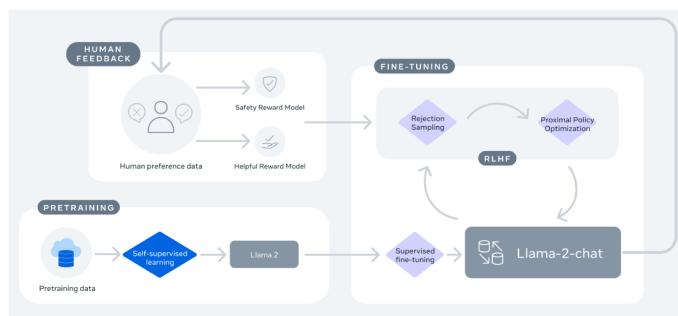 HUMAN
FEEDBACK
Safety Reward Model
Human preference data
Helpful Reward Model
FINE-TUNING
Rejection
Sampling
Proximal Policy
Optimization
RLHF
PRETRAINING
Pretraining data
Self-supervised
learning
Llama 2
Supervised
fine-tuning
Llama-2-chat